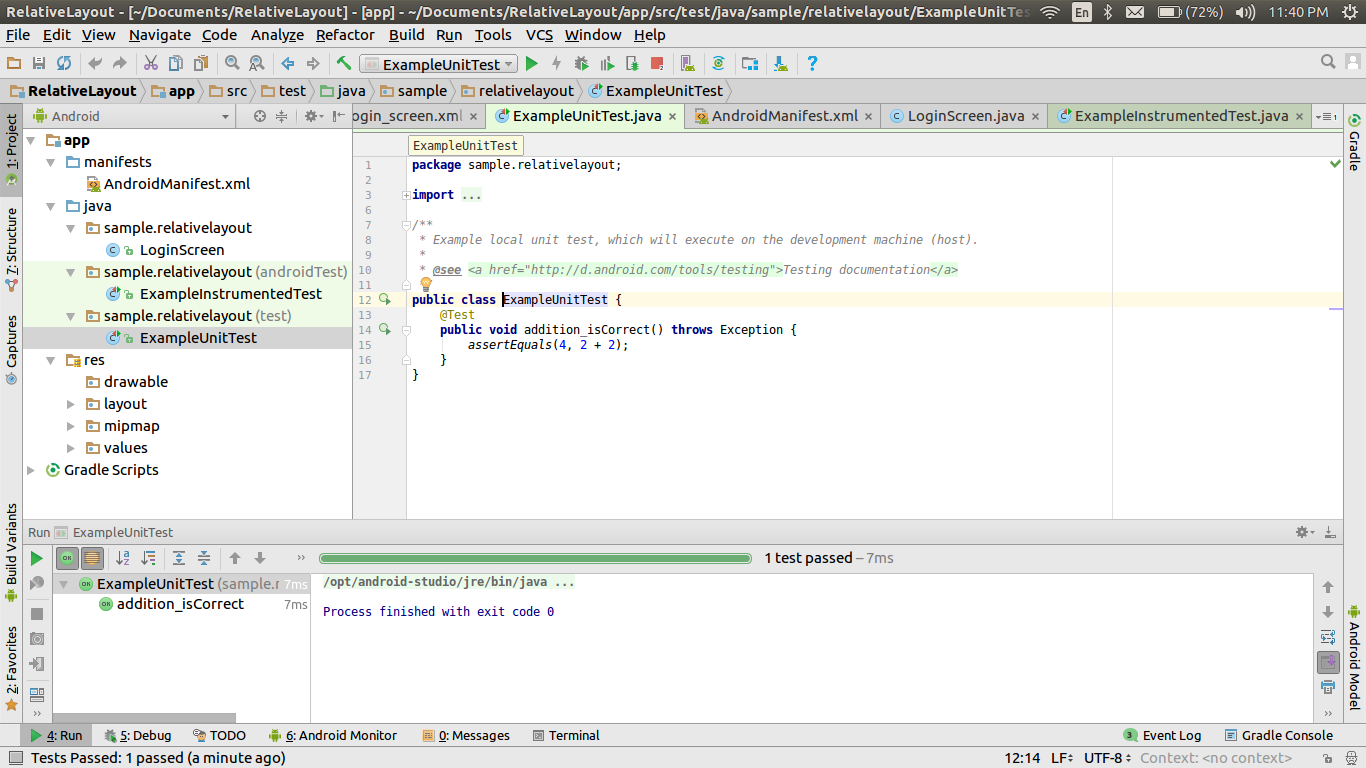 RelativeLayout - [~/Documents/RelativeLayout] - [app] - ~/Documents/RelativeLayout/app/src/test/java/sample/relativelayout/ExampleUnitTes En (72%) 11:40 PM
File Edit View Navigate Code Analyze Refactor Build Run Tools VCS Window Help
ExampleUnitTest
RelativeLayout app src test java sample relativelayout ExampleUnitTest
Android
ogin_screen.xml ExampleUnitTest.java AndroidManifest.xml LoginScreen.java ExampleInstrumentedTest.java
1: Project
7: Structure
Captures
Build Variants
2: Favorites
app
manifests
AndroidManifest.xml
java
sample.relativelayout
LoginScreen
sample.relativelayout (androidTest)
ExampleInstrumentedTest
sample.relativelayout (test)
ExampleUnitTest
res
drawable
layout
mipmap
values
Gradle Scripts
ExampleUnitTest
1 package sample.relativelayout;
2
3 import ...
6
7 /**
8 * Example local unit test, which will execute on the development machine (host).
9 *
10 * @see <a href="http://d.android.com/tools/testing">Testing documentation</a>
11
12 public class ExampleUnitTest {
13 @Test
14 public void addition_isCorrect() throws Exception {
15 assertEquals(4, 2 + 2);
16 }
17 }
Gradle
Android Model
Run ExampleUnitTest
1 test passed – 7ms
ExampleUnitTest (sample.r 7ms
addition_isCorrect 7ms
/opt/android-studio/jre/bin/java ...
Process finished with exit code 0
4: Run 5: Debug TODO 6: Android Monitor 0: Messages Terminal 3 Event Log Gradle Console
Tests Passed: 1 passed (a minute ago) 12:14 LF UTF-8 Context: <no context>